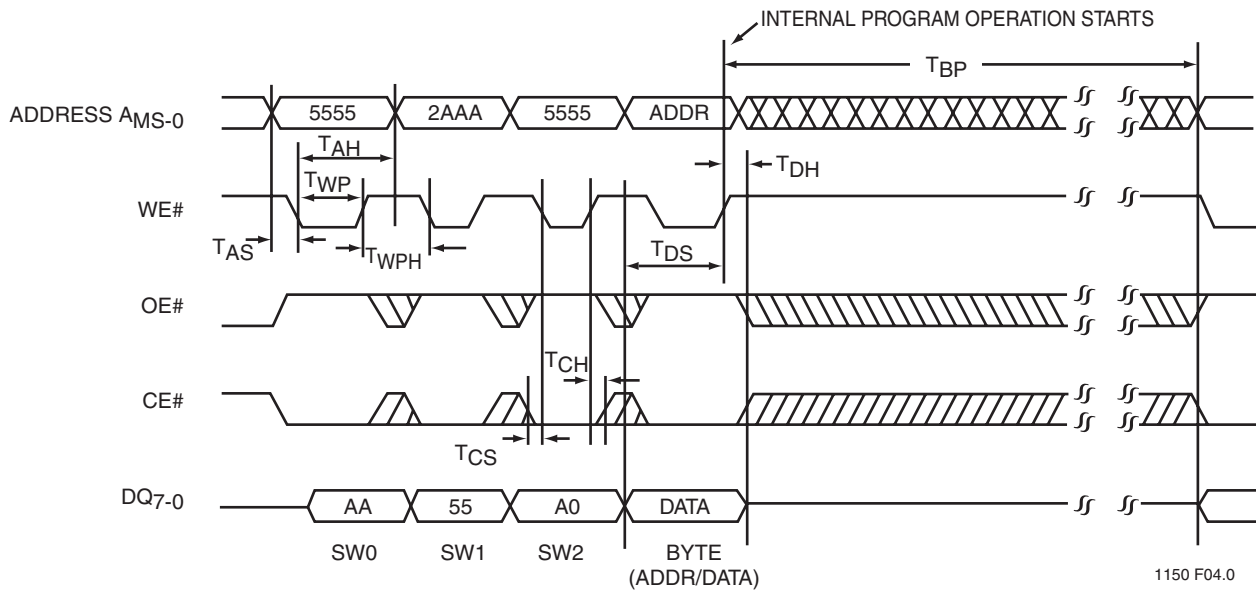 INTERNAL PROGRAM OPERATION STARTS
TBP
ADDRESS AMS-0
5555
2AAA
5555
ADDR
TAH
TDH
TWP
WE#
TAS
TWPH
TDS
OE#
TCH
CE#
TCS
DQ7-0
AA
55
A0
DATA
SW0
SW1
SW2
BYTE
(ADDR/DATA)
1150 F04.0